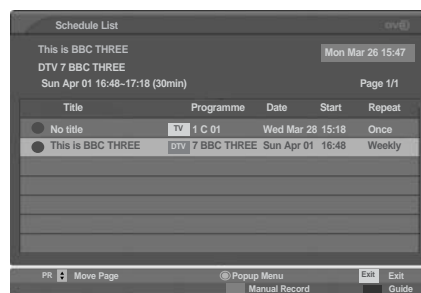 Schedule List
This is BBC THREE
Mon Mar 26 15:47
DTV 7 BBC THREE
Sun Apr 01 16:48~17:18 (30min)
Page 1/1
Title Programme Date Start Repeat
No title TV 1 C 01 Wed Mar 28 15:18 Once
This is BBC THREE DTV 7 BBC THREE Sun Apr 01 16:48 Weekly
PR Move Page Popup Menu Exit Exit
Manual Record Guide